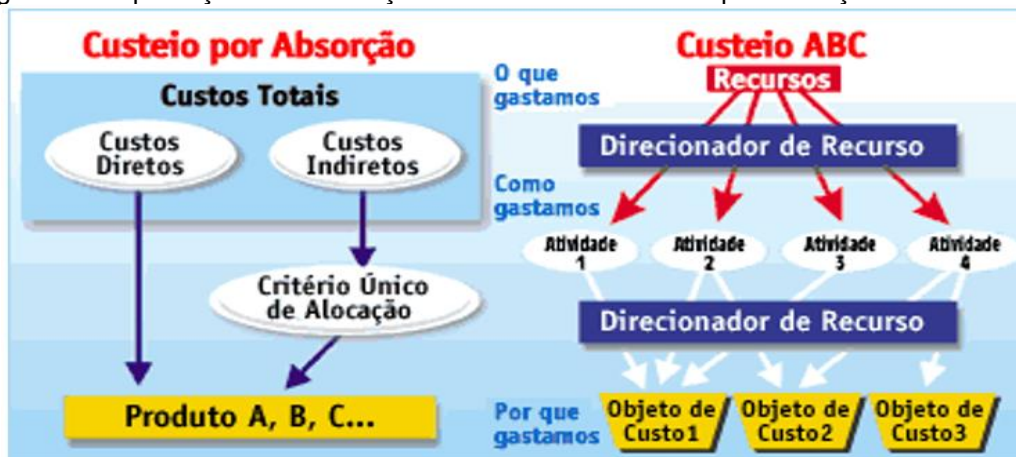 Custeio por Absorção
Custos Totais
Custos
Diretos
Custos
Indiretos
Critério Único
de Alocação
Produto A, B, C...
O que
gastamos
Como
gastamos
Por que
gastamos
Custeio ABC
Recursos
Direcionador de Recurso
Atividade
1
Atividade
2
Atividade
3
Atividade
4
Direcionador de Recurso
Objeto de
Custo1
Objeto de
Custo2
Objeto de
Custo3